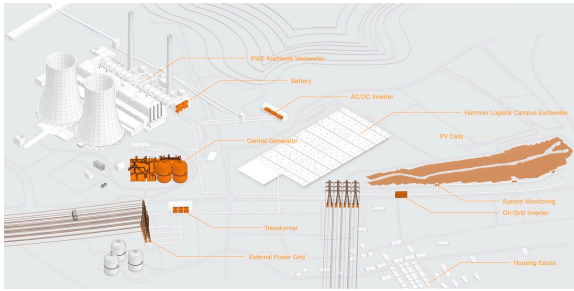 RWE Kraftwerk Weisweiler
Battery
AC/DC Inverter
Hammer Logistik Campus Eschweiler
PV Cells
Central Generator
System Monitoring
On-Grid Inverter
Transformer
External Power Grid
Housing Estate